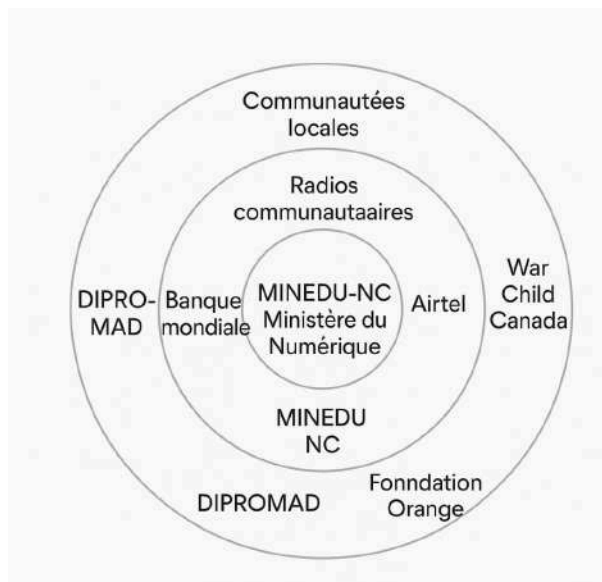 Communautées
locales
Radios
communautaaires
DIPRO-
MAD
Banque
mondiale
MINEDU-NC
Ministère du
Numérique
Airtel
War
Child
Canada
MINEDU
NC
DIPROMAD
Fonndation
Orange